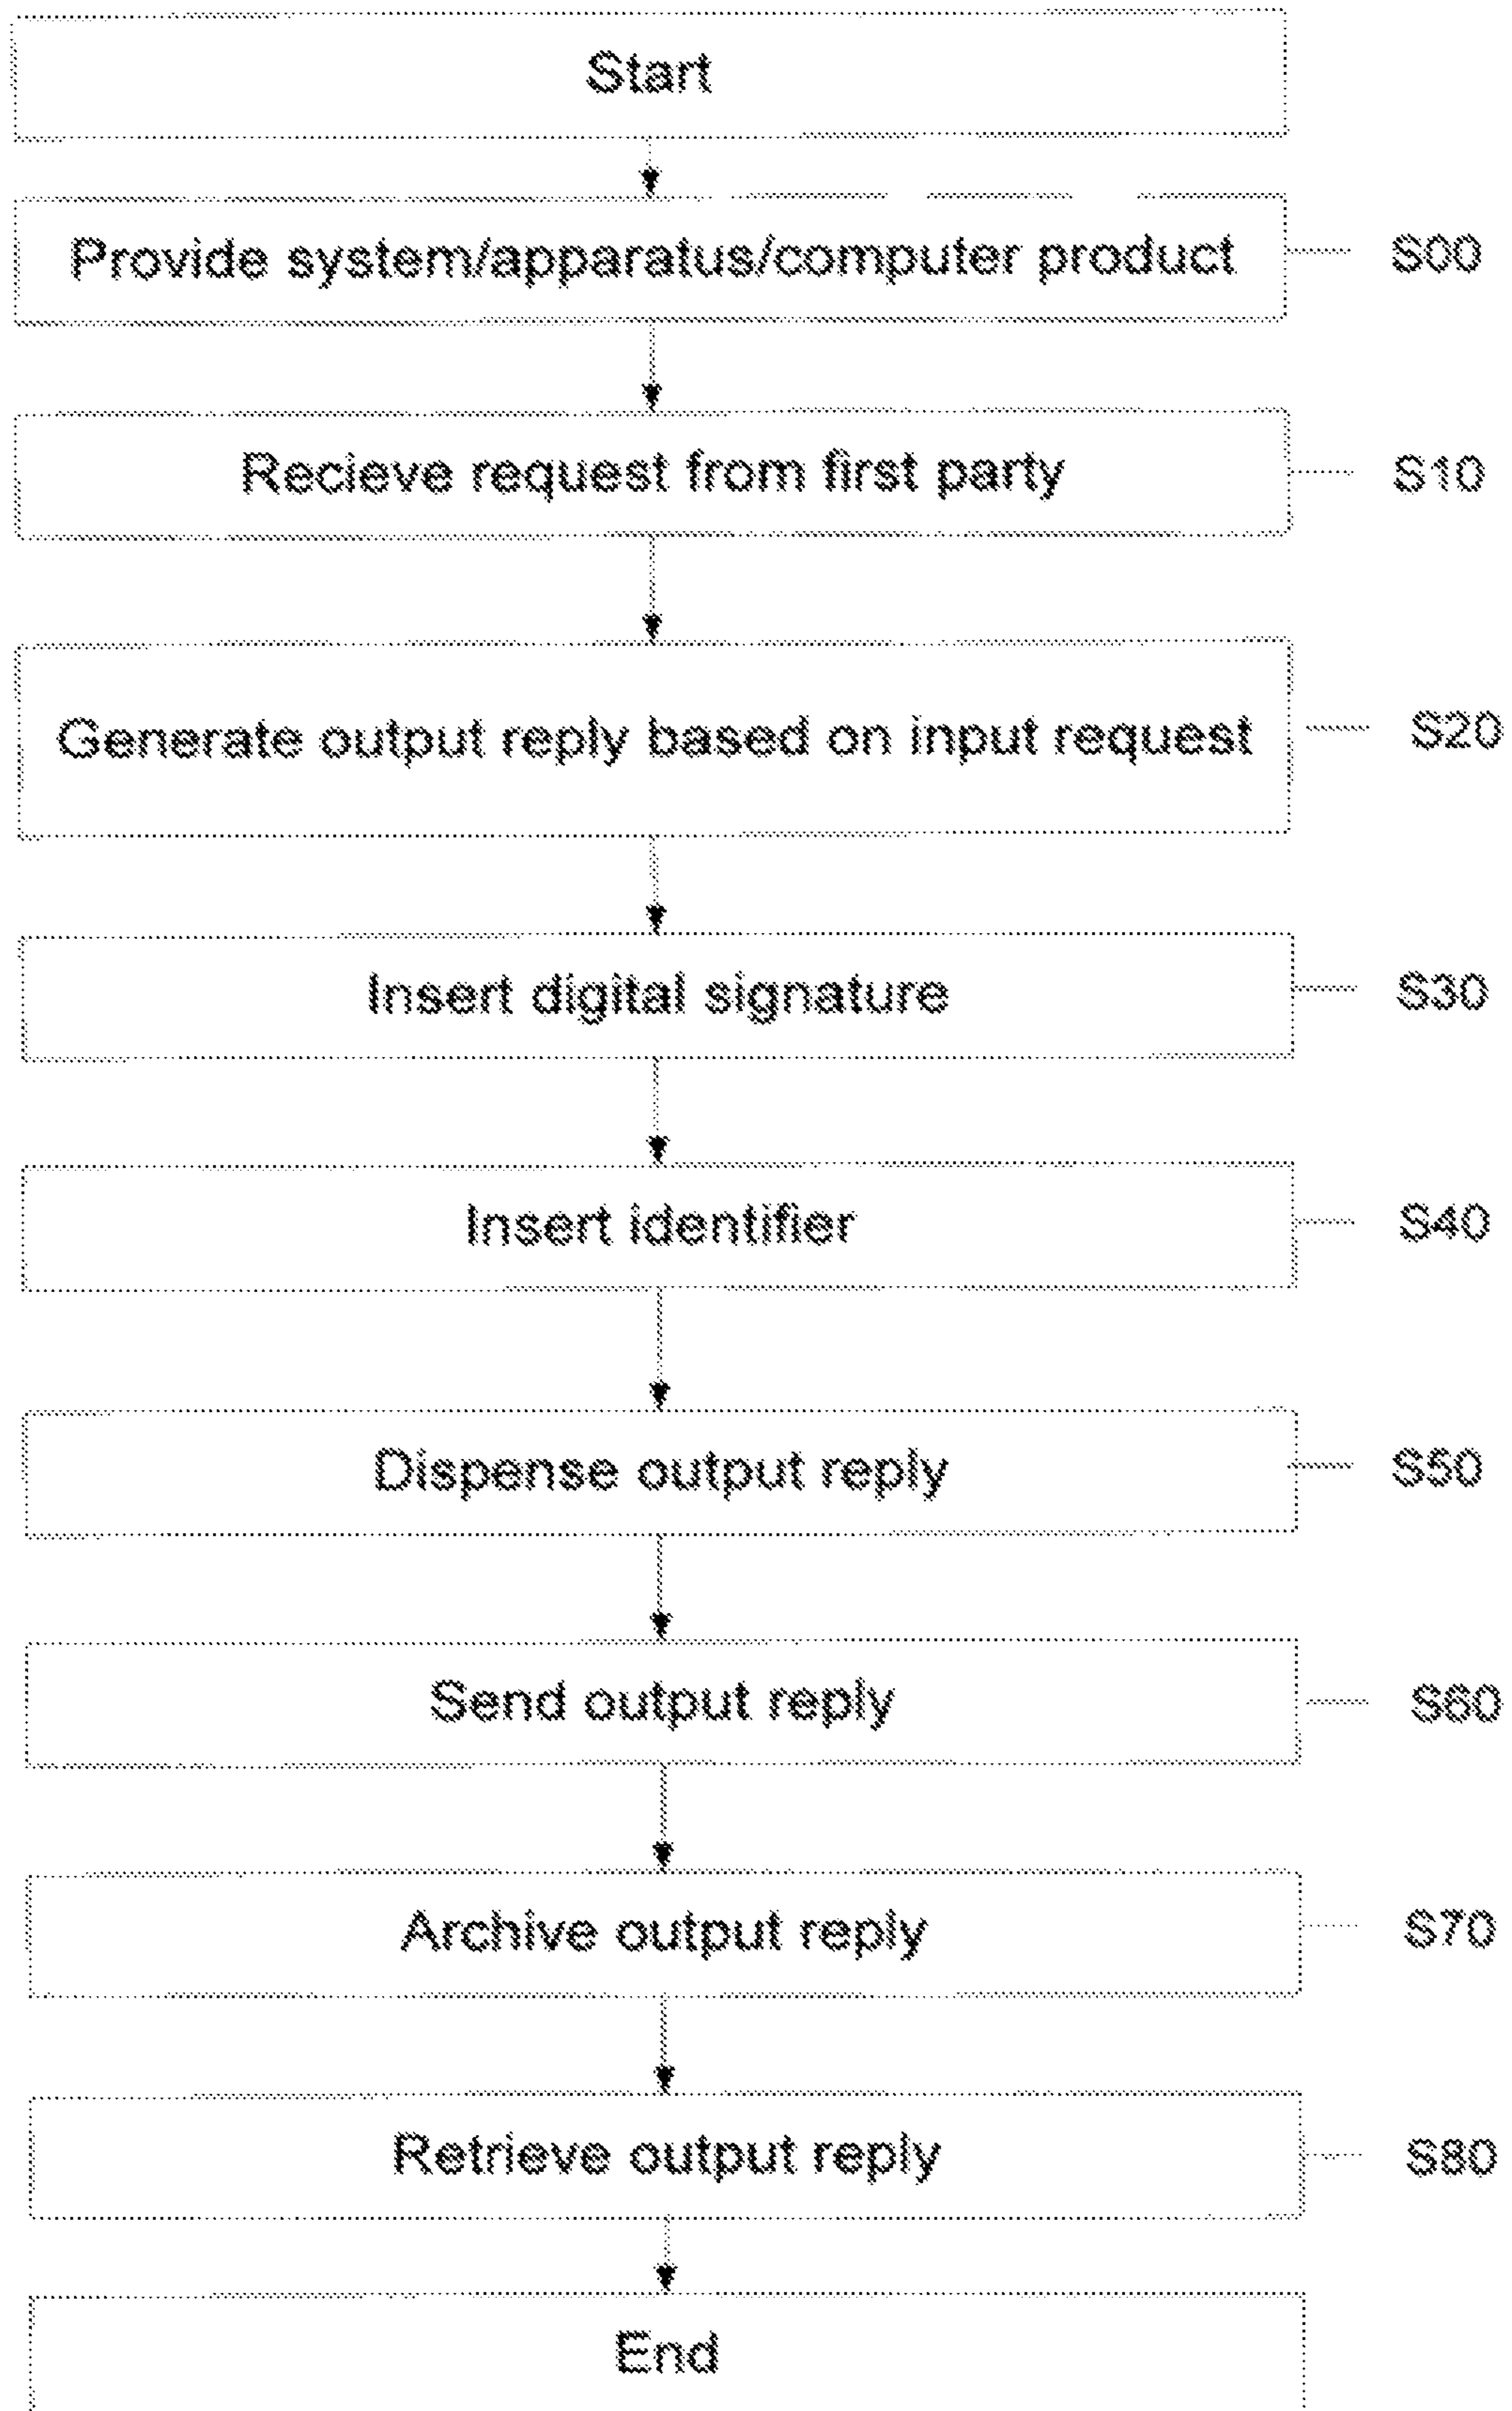 Start
Provide system/apparatus/computer product S00
Recieve request from first party S10
Generate output reply based on input request S20
Insert digital signature S30
Insert identifier S40
Dispense output reply S50
Send output reply S60
Archive output reply S70
Retrieve output reply S80
End